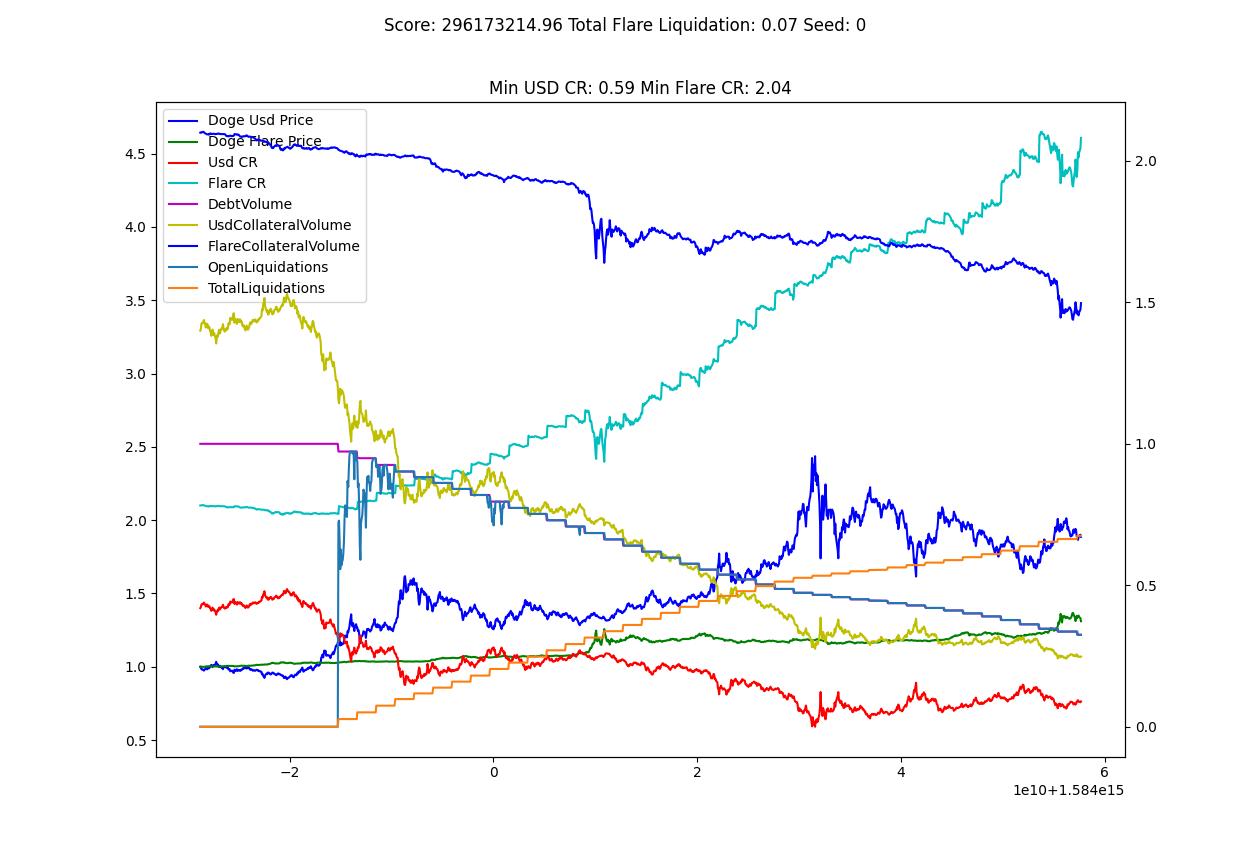 Score: 296173214.96 Total Flare Liquidation: 0.07 Seed: 0
Min USD CR: 0.59 Min Flare CR: 2.04
Doge Usd Price
Doge Flare Price
Usd CR
Flare CR
DebtVolume
UsdCollateralVolume
FlareCollateralVolume
OpenLiquidations
TotalLiquidations
4.5
4.0
3.5
3.0
2.5
2.0
1.5
1.0
0.5
2.0
1.5
1.0
0.5
0.0
−2
0
2
4
6
1e10+1.584e15